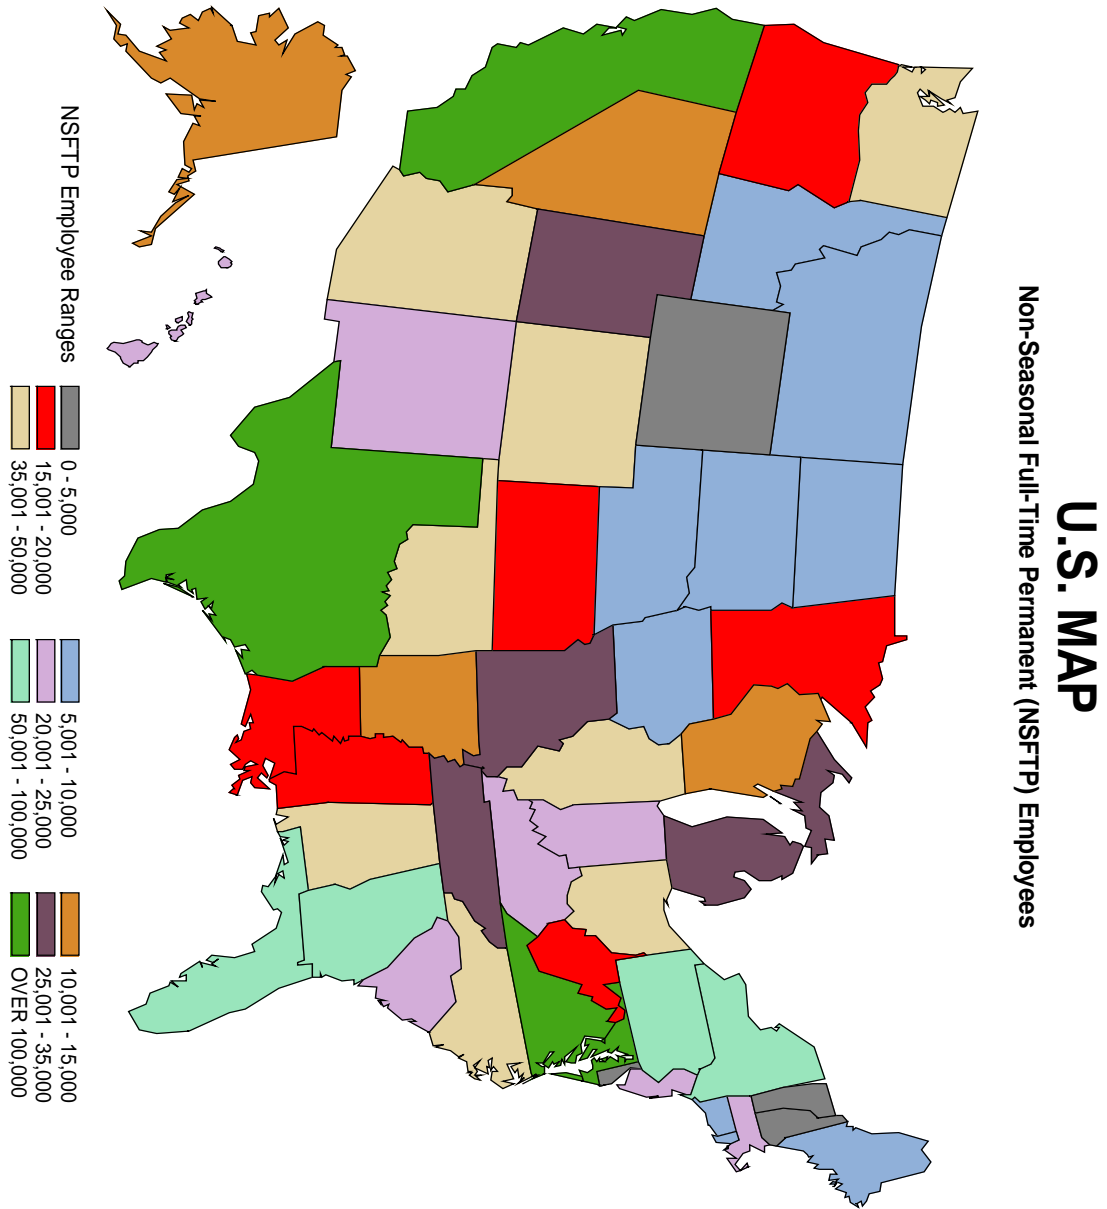 U.S. MAP
Non-Seasonal Full-Time Permanent (NSFTP) Employees
NSFTP Employee Ranges
0 - 5,000
5,001 - 10,000
10,001 - 15,000
15,001 - 20,000
20,001 - 25,000
25,001 - 35,000
35,001 - 50,000
50,001 - 100,000
OVER 100,000